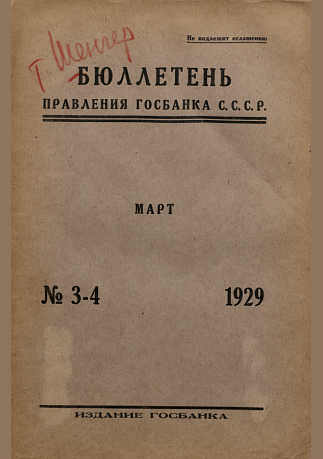 Не подлежит оглашению
Т. Шенгер
БЮЛЛЕТЕНЬ
ПРАВЛЕНИЯ ГОСБАНКА С.С.С.Р.
МАРТ
№ 3-4 1929
ИЗДАНИЕ ГОСБАНКА